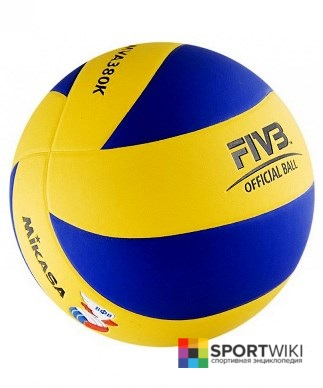 MVA380K
FIVB
OFFICIAL BALL
MIKASA
SPORTWIKI
спортивная энциклопедия